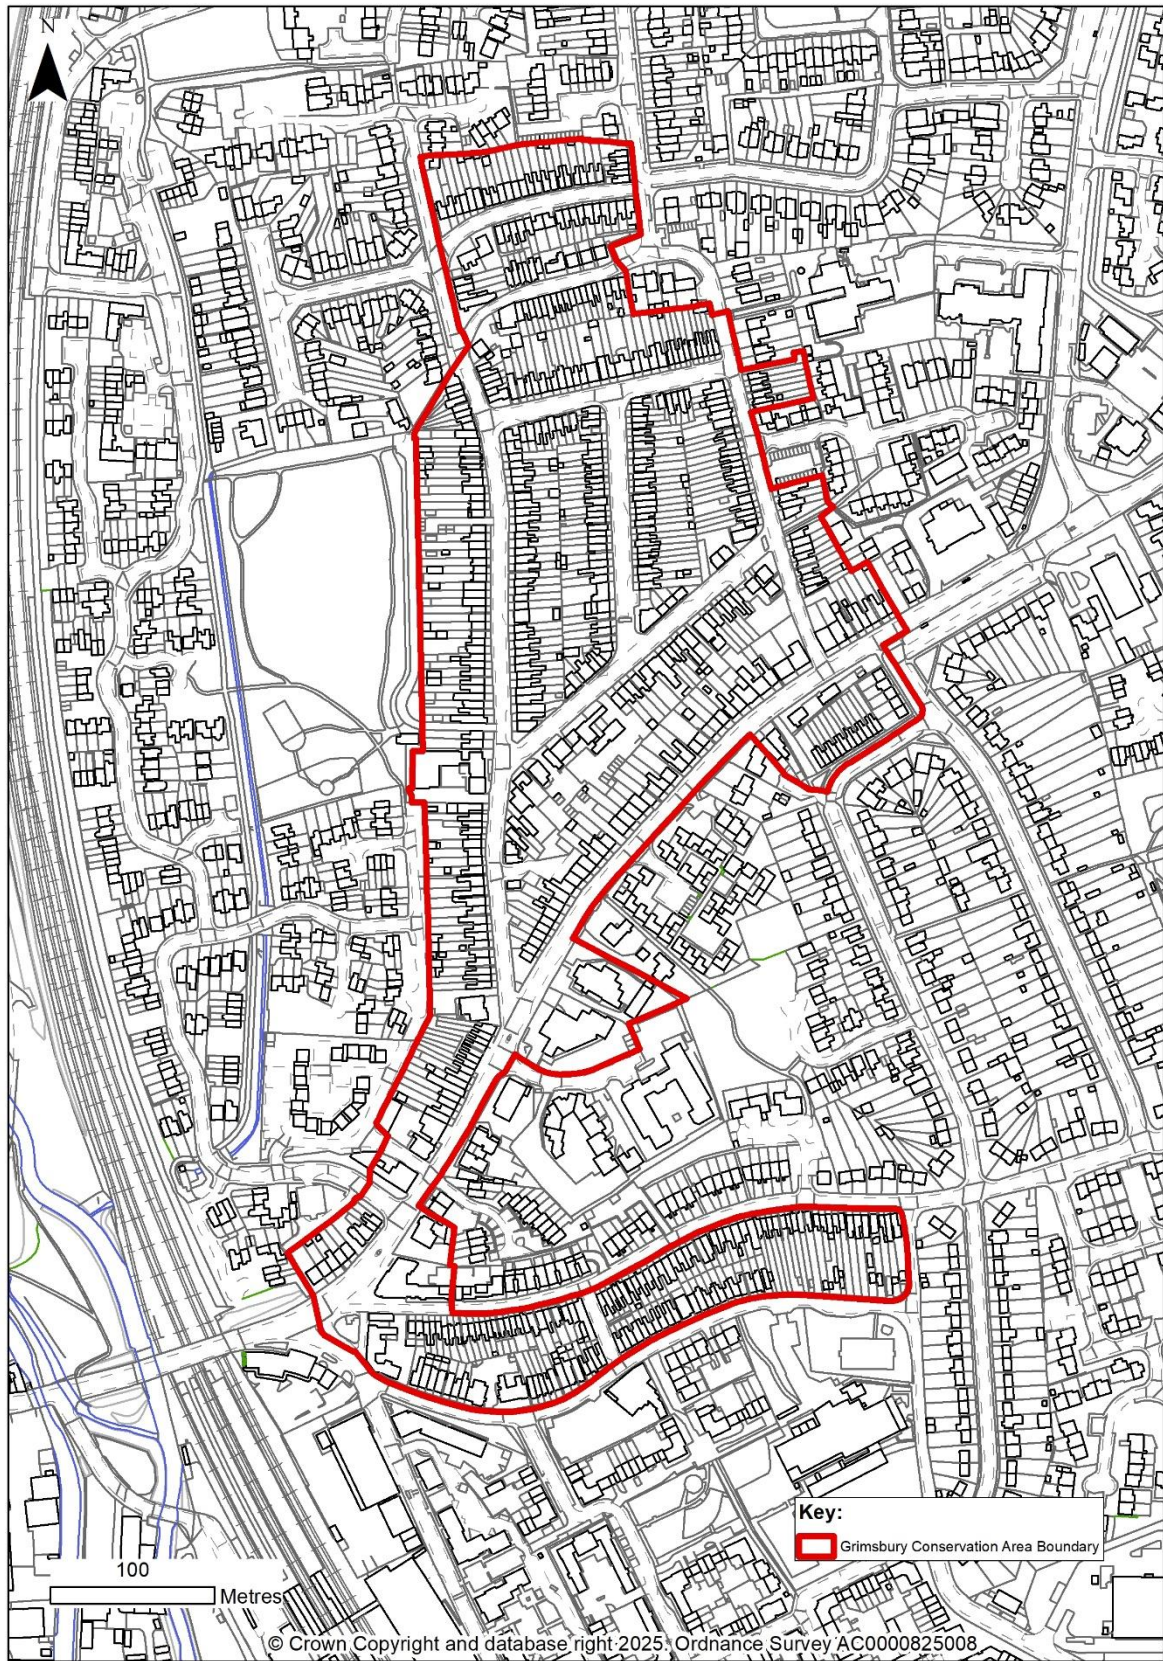 N
Key:
Grimsbury Conservation Area Boundary
100
Metres
© Crown Copyright and database right 2025. Ordnance Survey AC0000825008